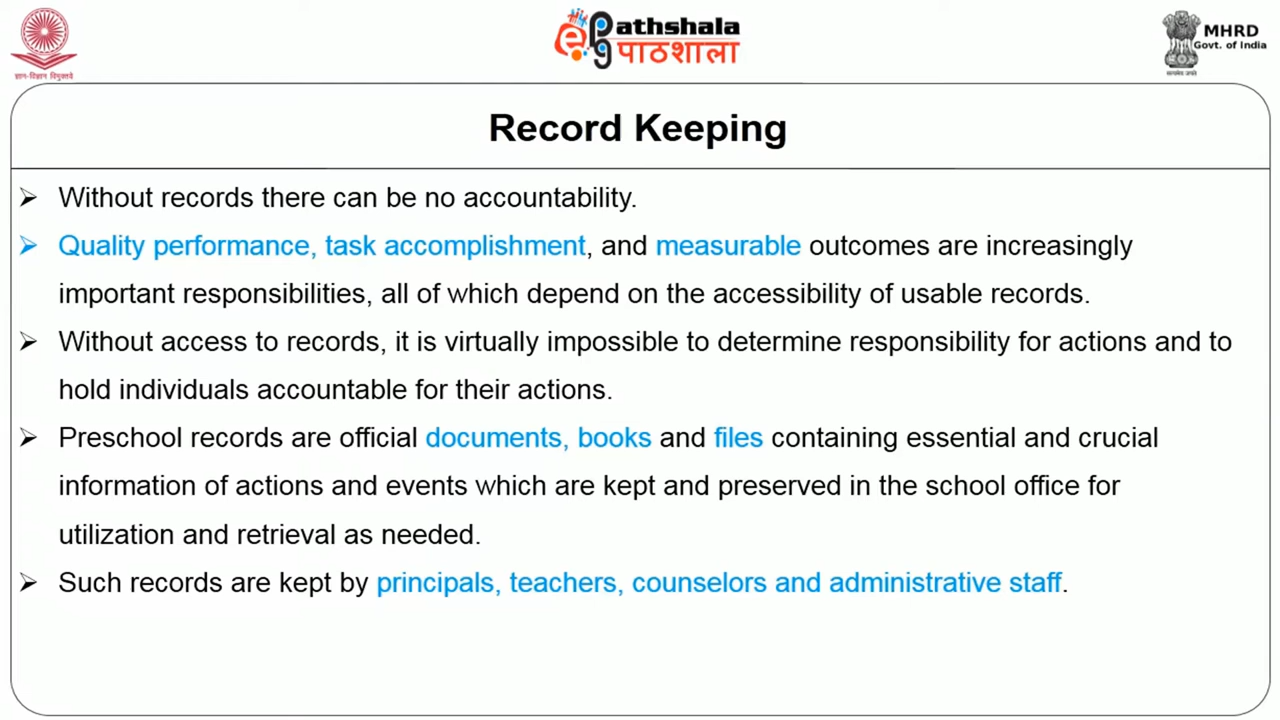 ज्ञान-विज्ञान विमुक्तये
ePG Pathshala
पाठशाला
MHRD
Govt. of India
सत्यमेव जयते
Record Keeping
➢ Without records there can be no accountability.
➢ Quality performance, task accomplishment, and measurable outcomes are increasingly
important responsibilities, all of which depend on the accessibility of usable records.
➢ Without access to records, it is virtually impossible to determine responsibility for actions and to
hold individuals accountable for their actions.
➢ Preschool records are official documents, books and files containing essential and crucial
information of actions and events which are kept and preserved in the school office for
utilization and retrieval as needed.
➢ Such records are kept by principals, teachers, counselors and administrative staff.